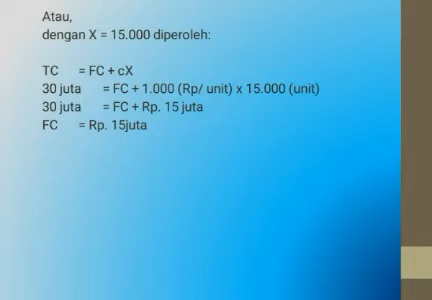 Atau,
dengan X = 15.000 diperoleh:
TC = FC + cX
30 juta = FC + 1.000 (Rp/ unit) x 15.000 (unit)
30 juta = FC + Rp. 15 juta
FC = Rp. 15juta